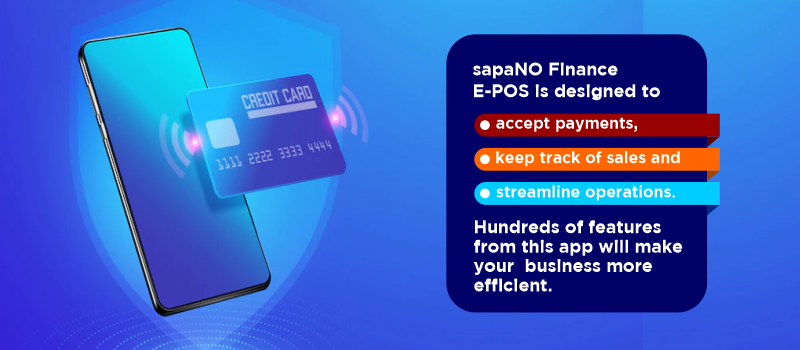 CREDIT CARD
1111 2222 3333 4444
sapaNO Finance
E-POS is designed to
accept payments,
keep track of sales and
streamline operations.
Hundreds of features
from this app will make
your business more
efficient.